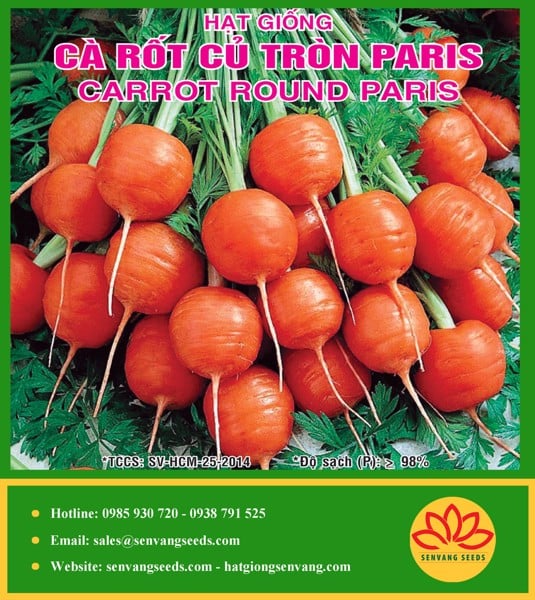 HẠT GIỐNG
CÀ RỐT CỦ TRÒN PARIS
CARROT ROUND PARIS
*TCCS: SV-HCM-25-2014 *Độ sạch (P): ≥ 98%
Hotline: 0985 930 720 - 0938 791 525
Email: sales@senvangseeds.com
Website: senvangseeds.com - hatgiongsenvang.com
SENVANG SEEDS